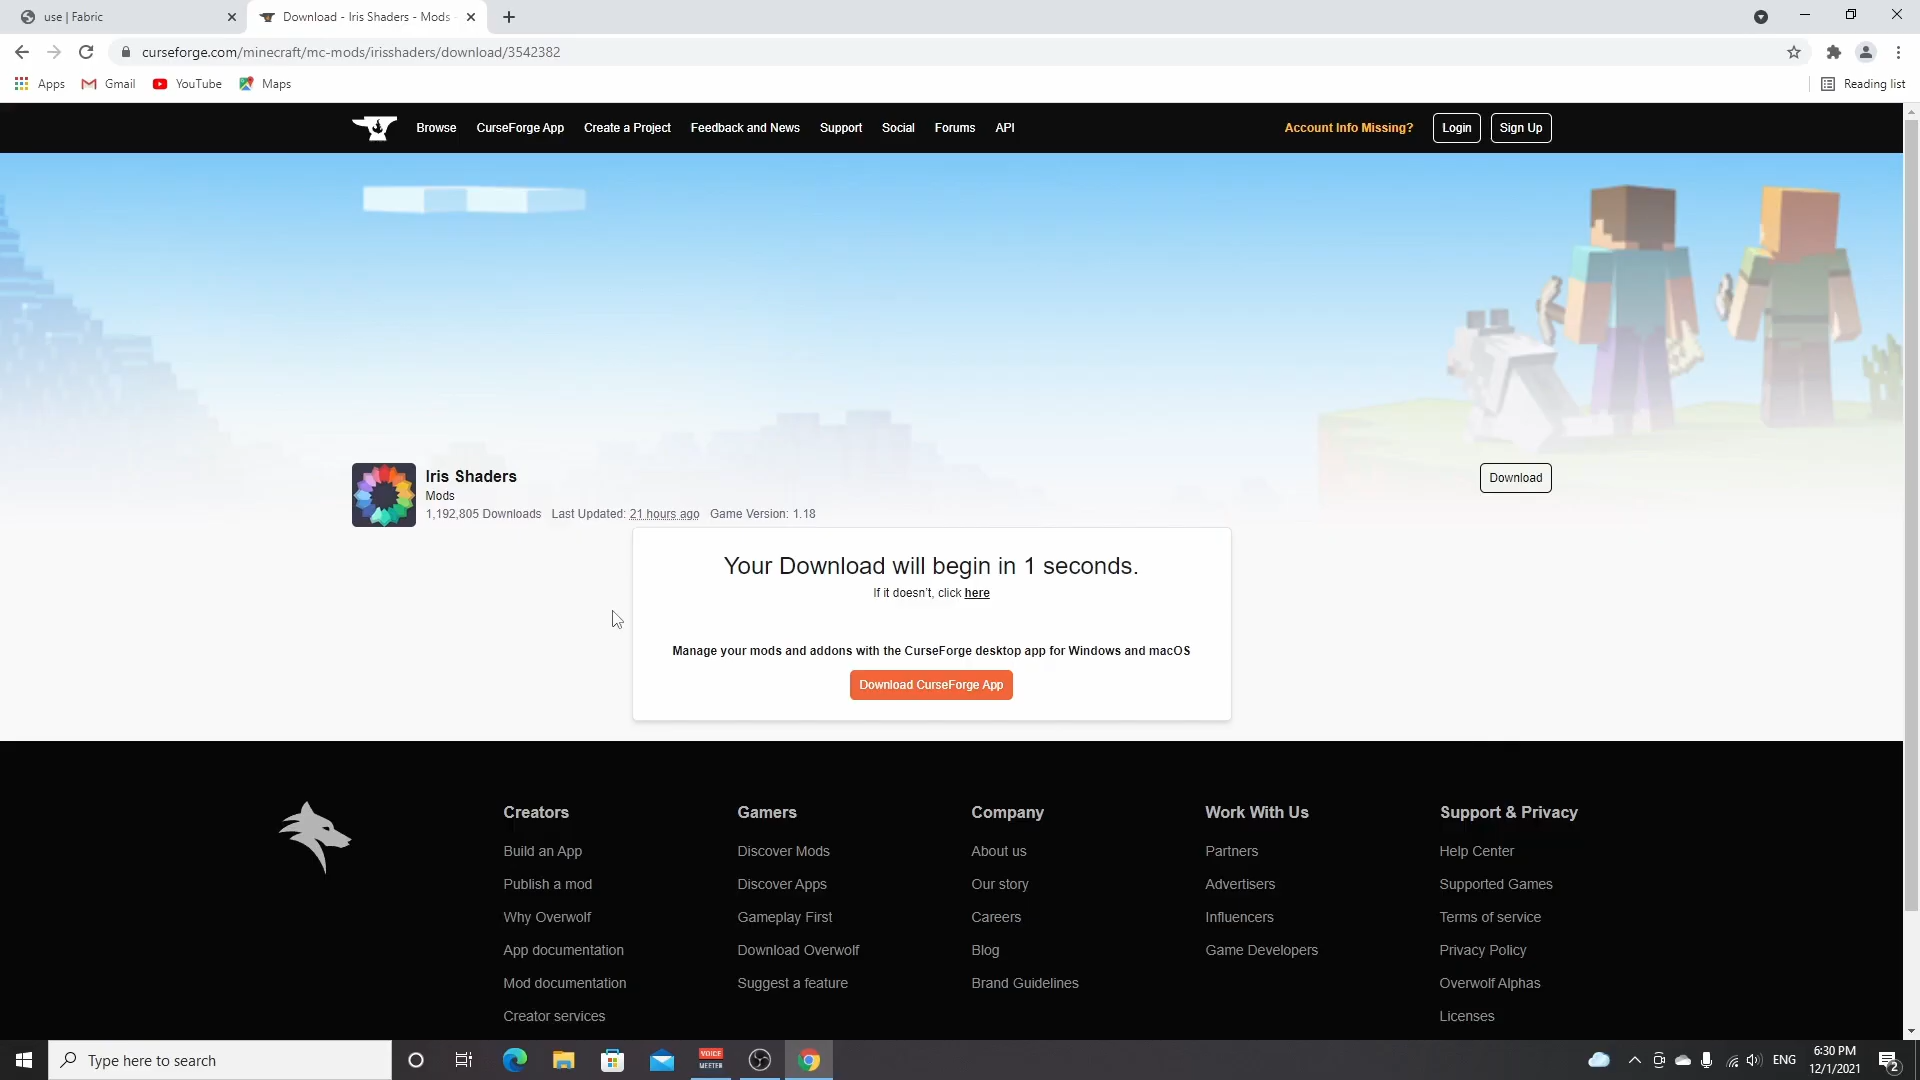 use | Fabric
Download - Iris Shaders - Mods
curseforge.com/minecraft/mc-mods/irisshaders/download/3542382
Apps Gmail YouTube Maps Reading list
Browse CurseForge App Create a Project Feedback and News Support Social Forums API Account Info Missing? Login Sign Up
Iris Shaders
Mods
1,192,805 Downloads Last Updated: 21 hours ago Game Version: 1.18
Download
Your Download will begin in 1 seconds.
If it doesn't, click here
Manage your mods and addons with the CurseForge desktop app for Windows and macOS
Download CurseForge App
Creators
Build an App
Publish a mod
Why Overwolf
App documentation
Mod documentation
Creator services
Gamers
Discover Mods
Discover Apps
Gameplay First
Download Overwolf
Suggest a feature
Company
About us
Our story
Careers
Blog
Brand Guidelines
Work With Us
Partners
Advertisers
Influencers
Game Developers
Support & Privacy
Help Center
Supported Games
Terms of service
Privacy Policy
Overwolf Alphas
Licenses
Type here to search
VOICE
MEETER
ENG
6:30 PM
12/1/2021
2